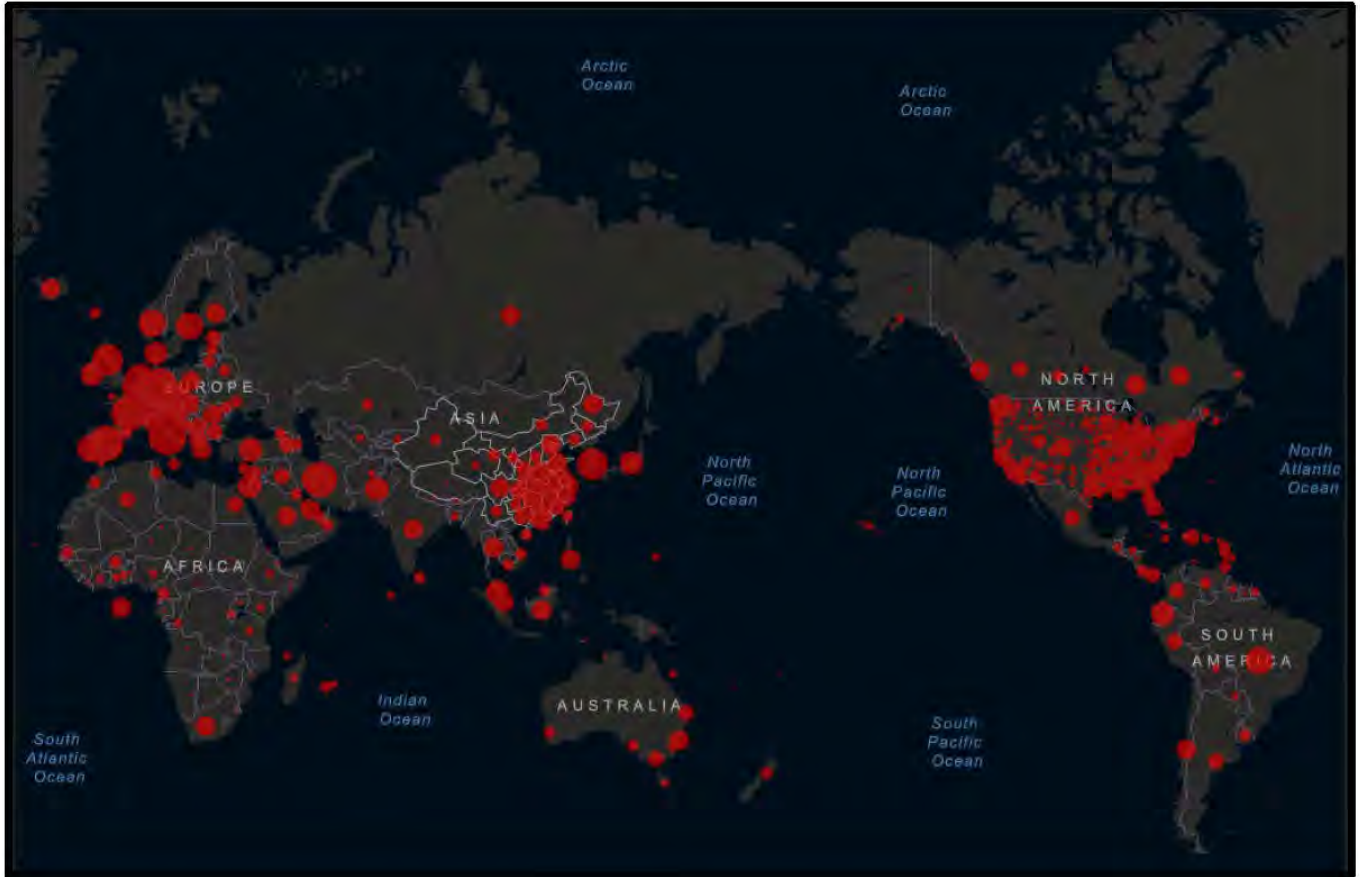 Arctic
Ocean
Arctic
Ocean
EUROPE
ASIA
NORTH
AMERICA
North
Pacific
Ocean
North
Pacific
Ocean
North
Atlantic
Ocean
AFRICA
SOUTH
AMERICA
Indian
Ocean
AUSTRALIA
South
Atlantic
Ocean
South
Pacific
Ocean